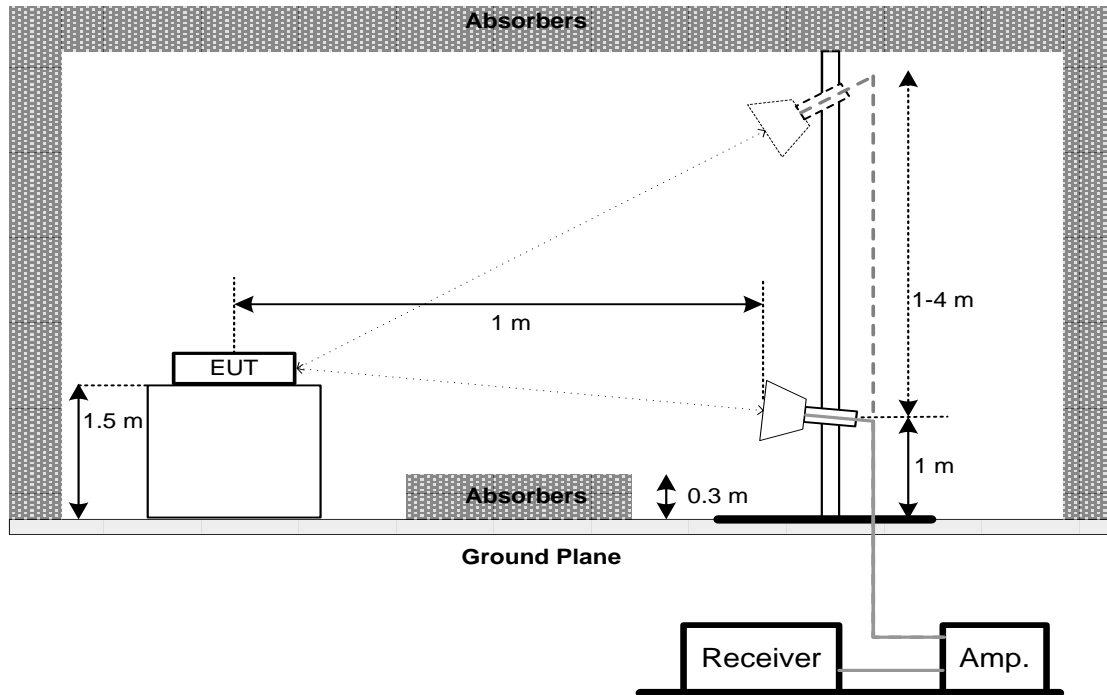 Absorbers
1-4 m
1 m
EUT
1.5 m
1 m
Absorbers
0.3 m
Ground Plane
Receiver
Amp.